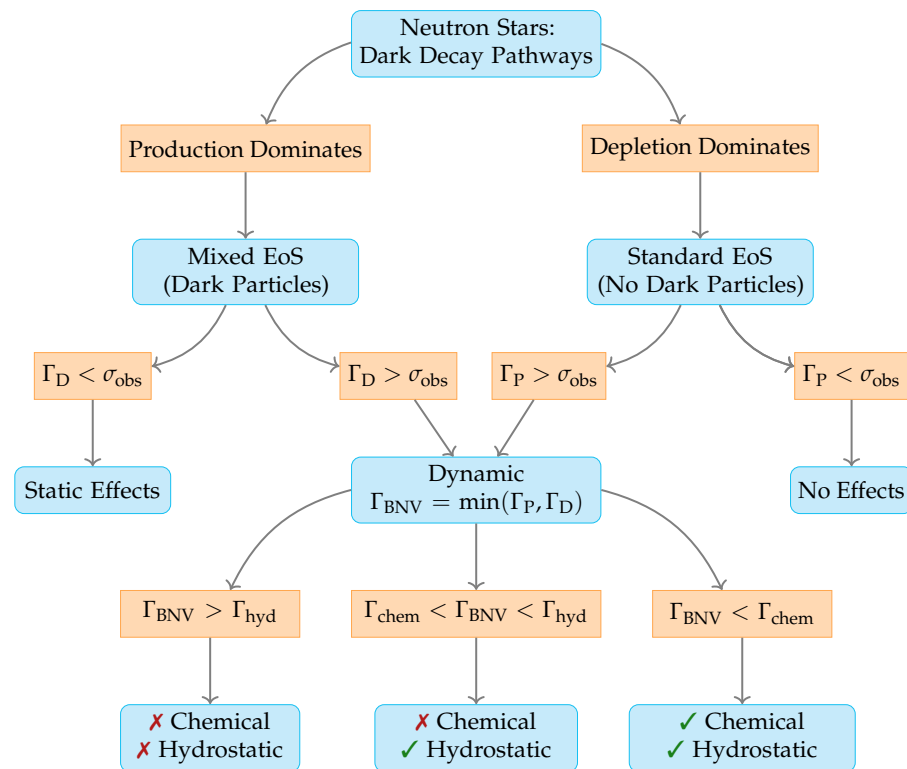 Neutron Stars:
Dark Decay Pathways
Production Dominates
Depletion Dominates
Mixed EoS
(Dark Particles)
Standard EoS
(No Dark Particles)
Γ_D < σ_obs
Γ_D > σ_obs
Γ_P > σ_obs
Γ_P < σ_obs
Static Effects
Dynamic
Γ_BNV = min(Γ_P, Γ_D)
No Effects
Γ_BNV > Γ_hyd
Γ_chem < Γ_BNV < Γ_hyd
Γ_BNV < Γ_chem
✗ Chemical
✗ Hydrostatic
✗ Chemical
✓ Hydrostatic
✓ Chemical
✓ Hydrostatic